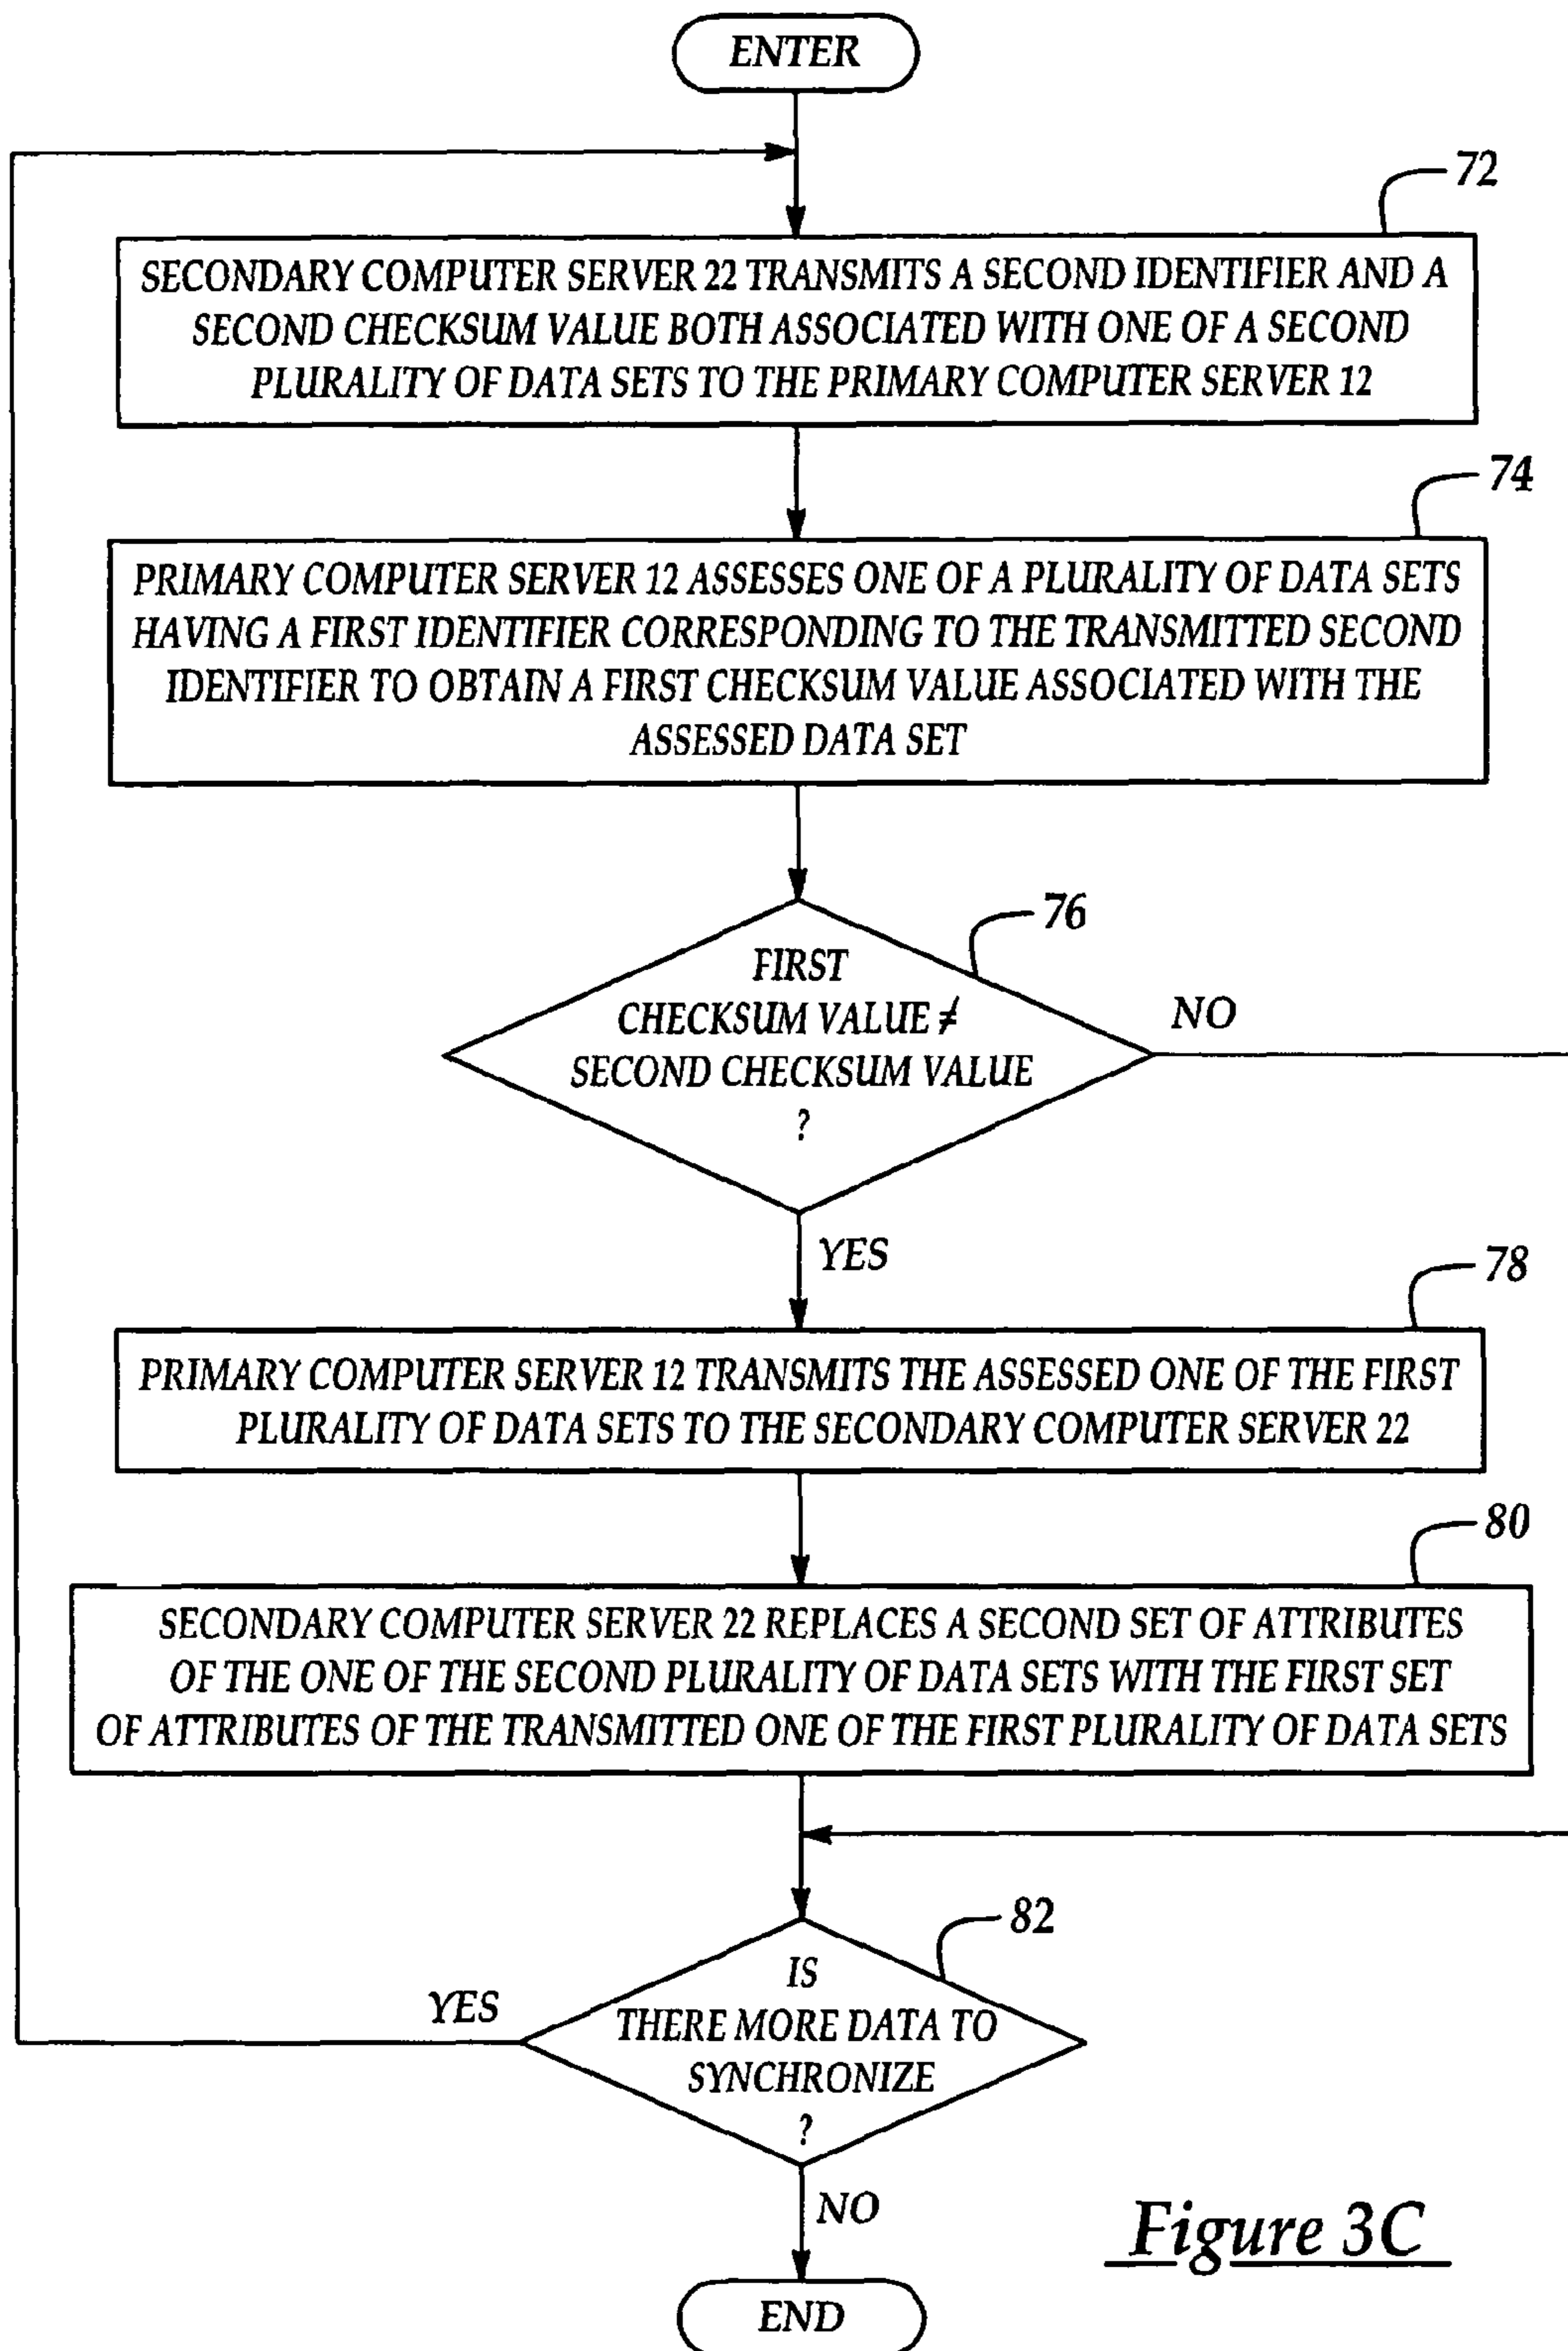 ENTER
72
SECONDARY COMPUTER SERVER 22 TRANSMITS A SECOND IDENTIFIER AND A
SECOND CHECKSUM VALUE BOTH ASSOCIATED WITH ONE OF A SECOND
PLURALITY OF DATA SETS TO THE PRIMARY COMPUTER SERVER 12
74
PRIMARY COMPUTER SERVER 12 ASSESSES ONE OF A PLURALITY OF DATA SETS
HAVING A FIRST IDENTIFIER CORRESPONDING TO THE TRANSMITTED SECOND
IDENTIFIER TO OBTAIN A FIRST CHECKSUM VALUE ASSOCIATED WITH THE
ASSESSED DATA SET
76
FIRST
CHECKSUM VALUE ≠
SECOND CHECKSUM VALUE
?
NO
YES
78
PRIMARY COMPUTER SERVER 12 TRANSMITS THE ASSESSED ONE OF THE FIRST
PLURALITY OF DATA SETS TO THE SECONDARY COMPUTER SERVER 22
80
SECONDARY COMPUTER SERVER 22 REPLACES A SECOND SET OF ATTRIBUTES
OF THE ONE OF THE SECOND PLURALITY OF DATA SETS WITH THE FIRST SET
OF ATTRIBUTES OF THE TRANSMITTED ONE OF THE FIRST PLURALITY OF DATA SETS
82
IS
THERE MORE DATA TO
SYNCHRONIZE
?
YES
NO
END
Figure 3C